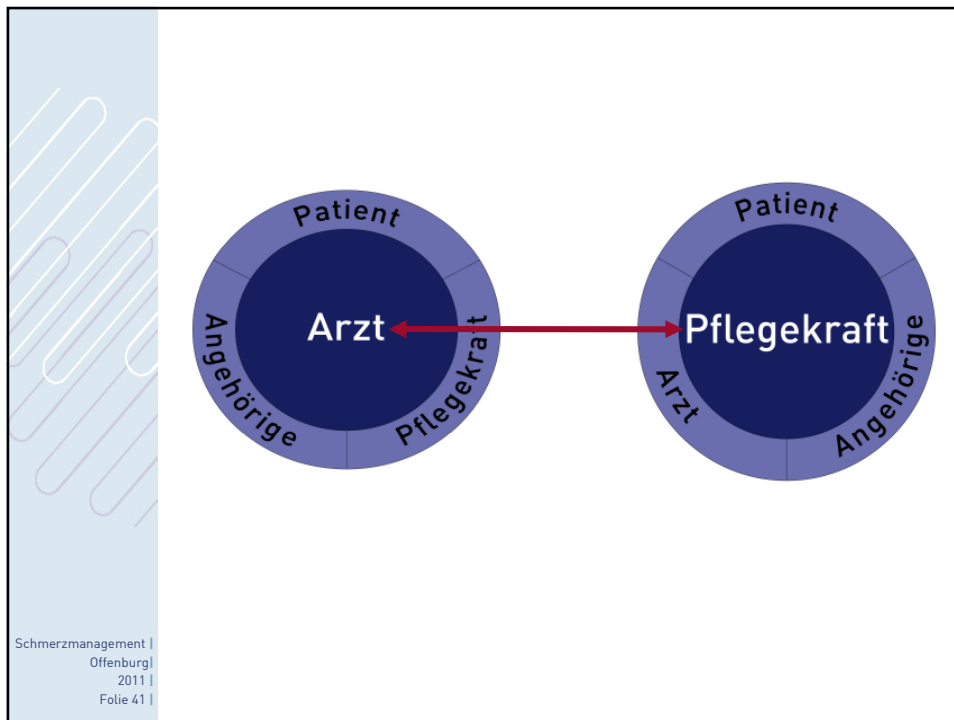 Patient
Arzt
Angehörige
Pflegekraft
Patient
Pflegekraft
Arzt
Angehörige
Schmerzmanagement |
Offenburg|
2011 |
Folie 41 |